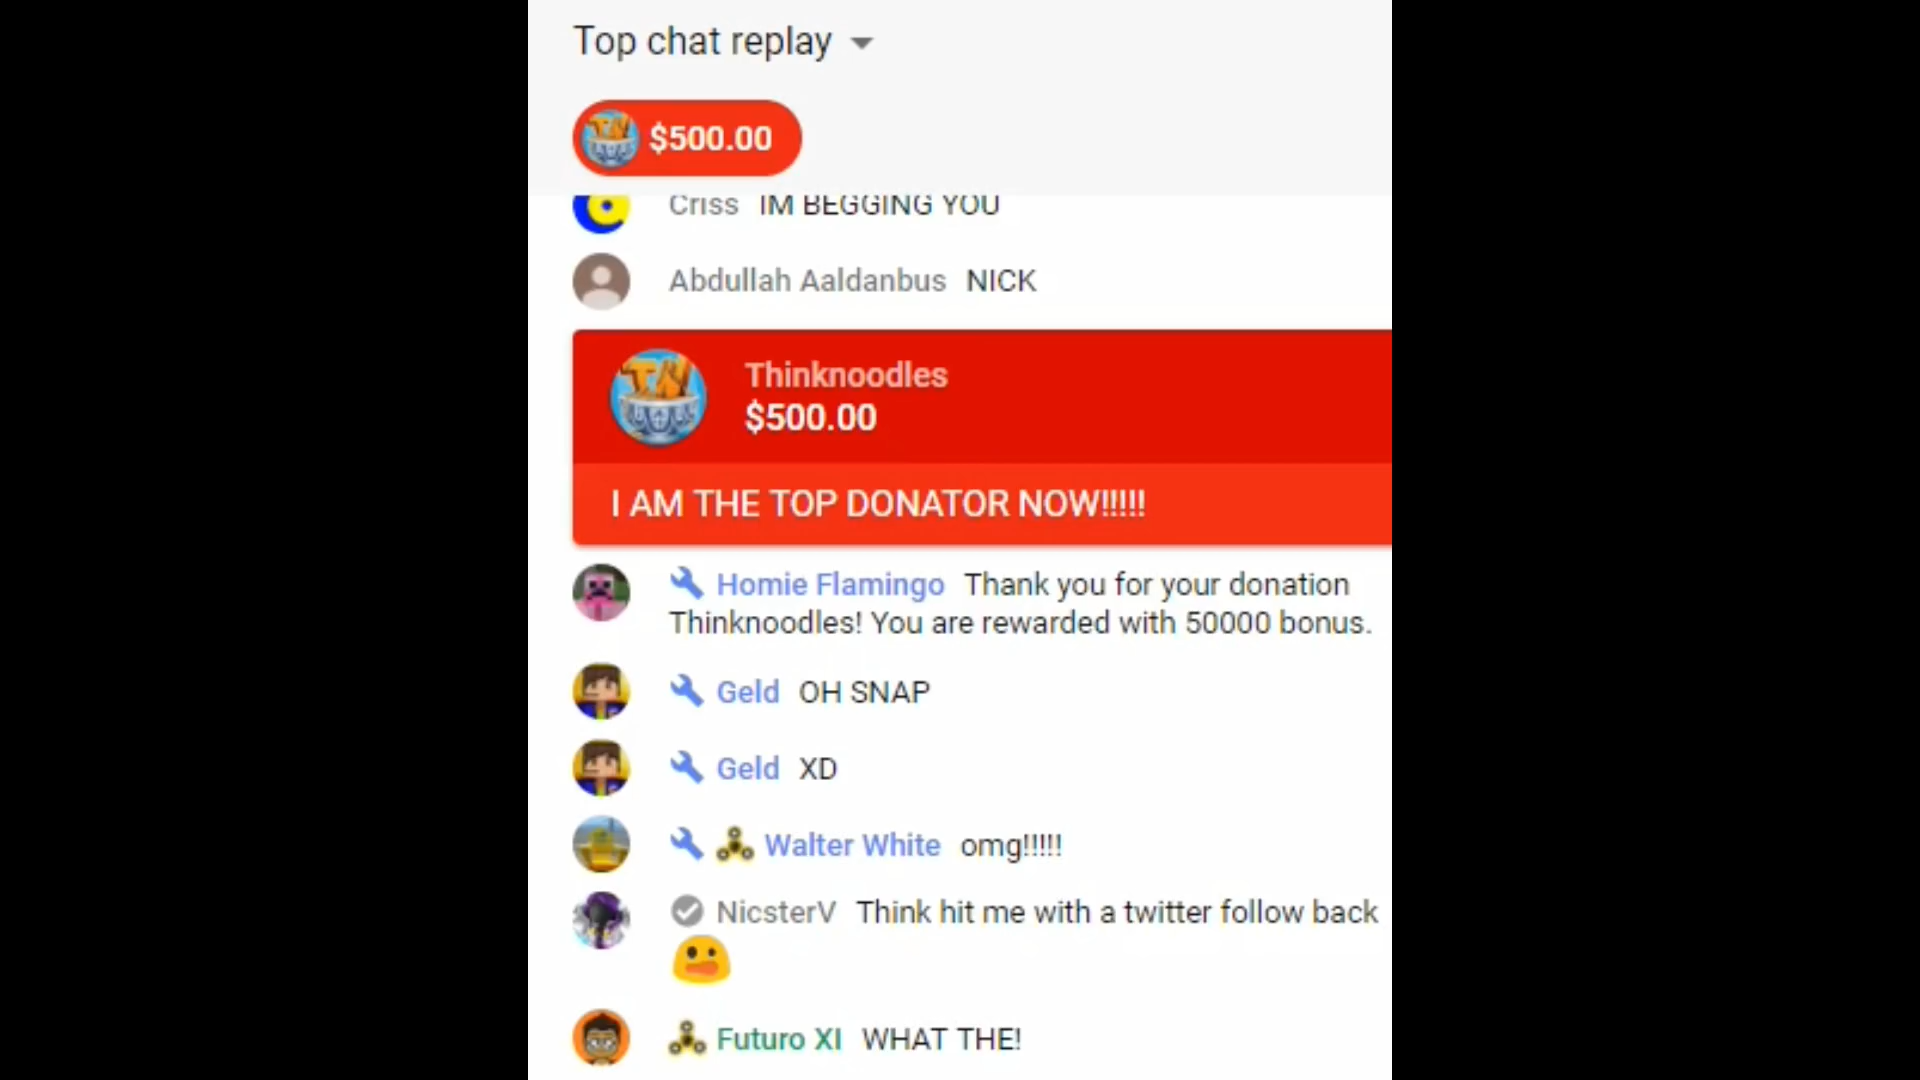 Top chat replay
$500.00
Criss IM BEGGING YOU
Abdullah Aaldanbus NICK
Thinknoodles
$500.00
I AM THE TOP DONATOR NOW!!!!!
Homie Flamingo Thank you for your donation
Thinknoodles! You are rewarded with 50000 bonus.
Geld OH SNAP
Geld XD
Walter White omg!!!!!
NicsterV Think hit me with a twitter follow back
Futuro XI WHAT THE!